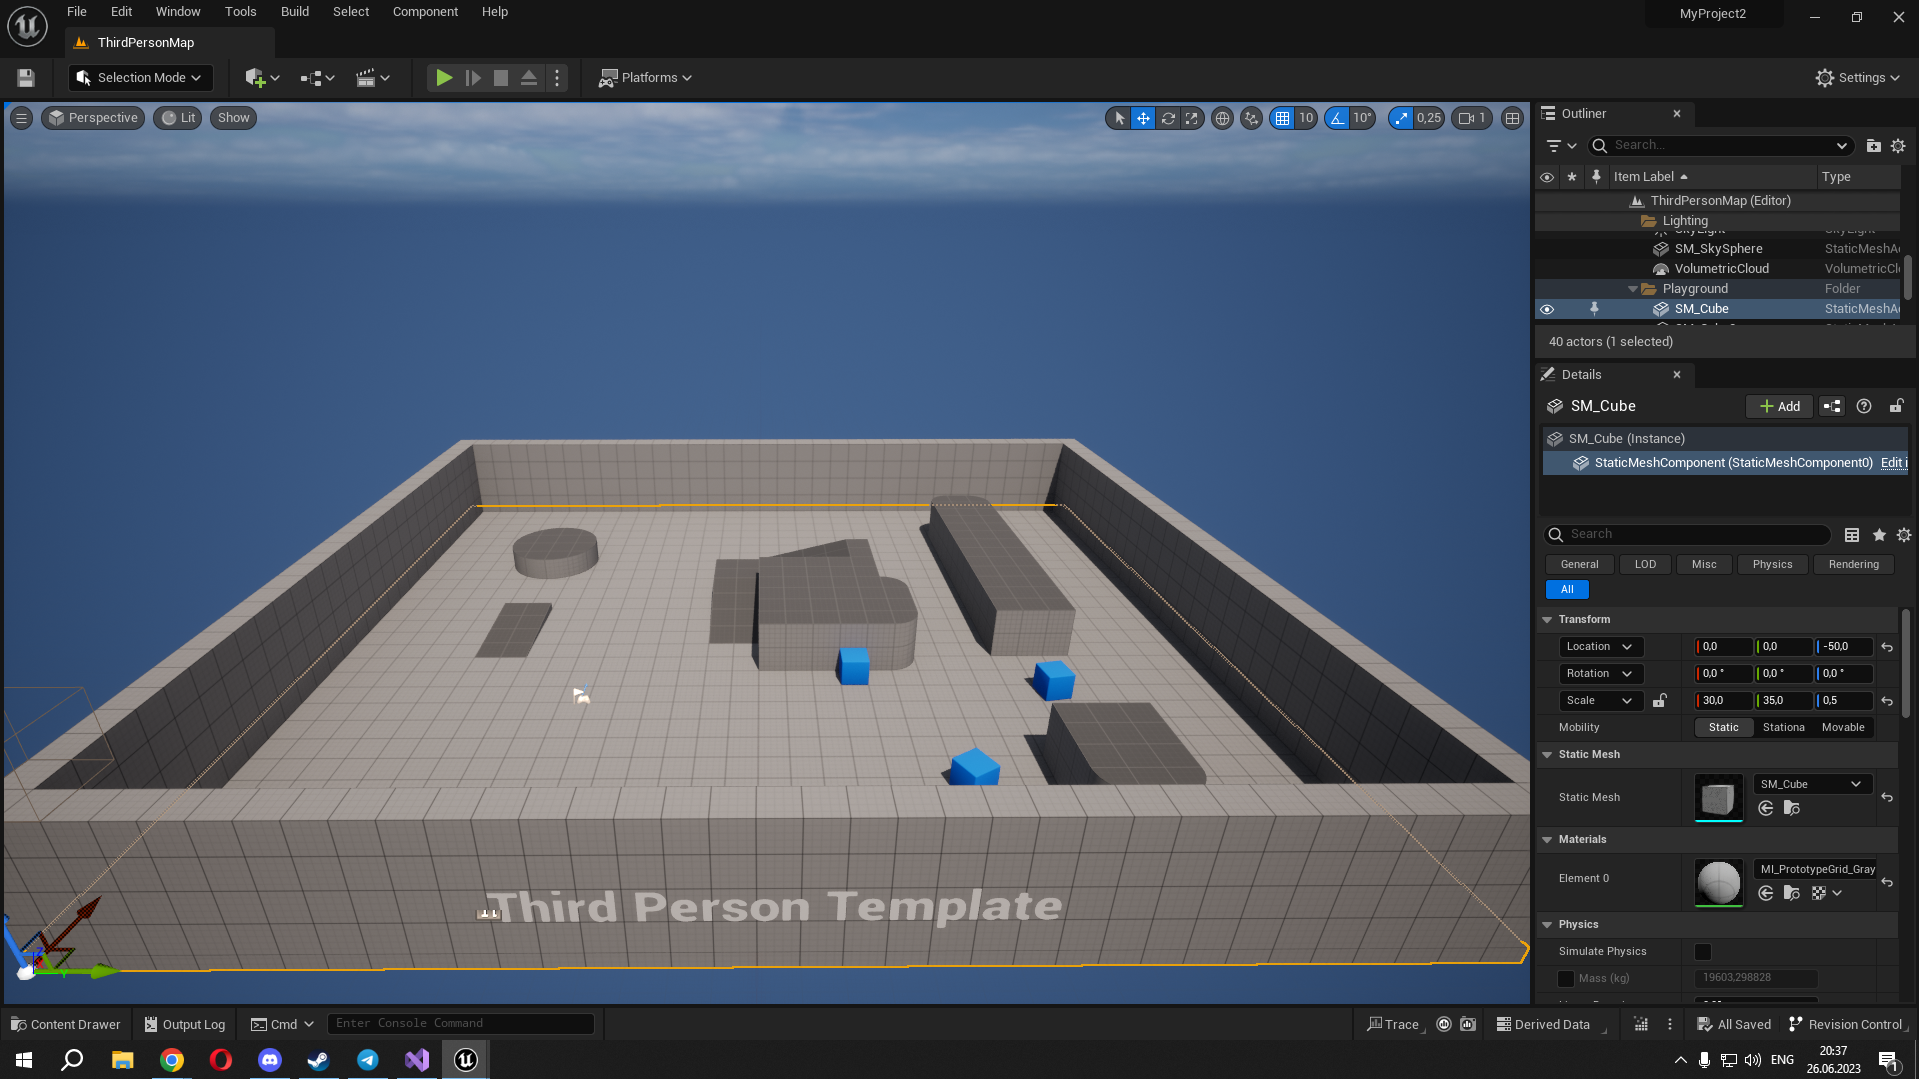 File Edit Window Tools Build Select Component Help
MyProject2
ThirdPersonMap
Selection Mode
Platforms
Settings
Perspective Lit Show
10 10° 0,25 1
Outliner
Search...
Item Label Type
ThirdPersonMap (Editor)
Lighting
SkyLight SkyLight
SM_SkySphere StaticMeshA
VolumetricCloud VolumetricCl
Playground Folder
SM_Cube StaticMeshA
40 actors (1 selected)
Details
SM_Cube Add
SM_Cube (Instance)
StaticMeshComponent (StaticMeshComponent0) Edit i
Search
General LOD Misc Physics Rendering
All
Transform
Location 0,0 0,0 -50,0
Rotation 0,0 ° 0,0 ° 0,0 °
Scale 30,0 35,0 0,5
Mobility Static Stationa Movable
Static Mesh
Static Mesh SM_Cube
Materials
Element 0 MI_PrototypeGrid_Gray
Physics
Simulate Physics
Mass (kg) 19603,298828
Third Person Template
Content Drawer Output Log Cmd Enter Console Command Trace Derived Data All Saved Revision Control
ENG 20:37
26.06.2023 1